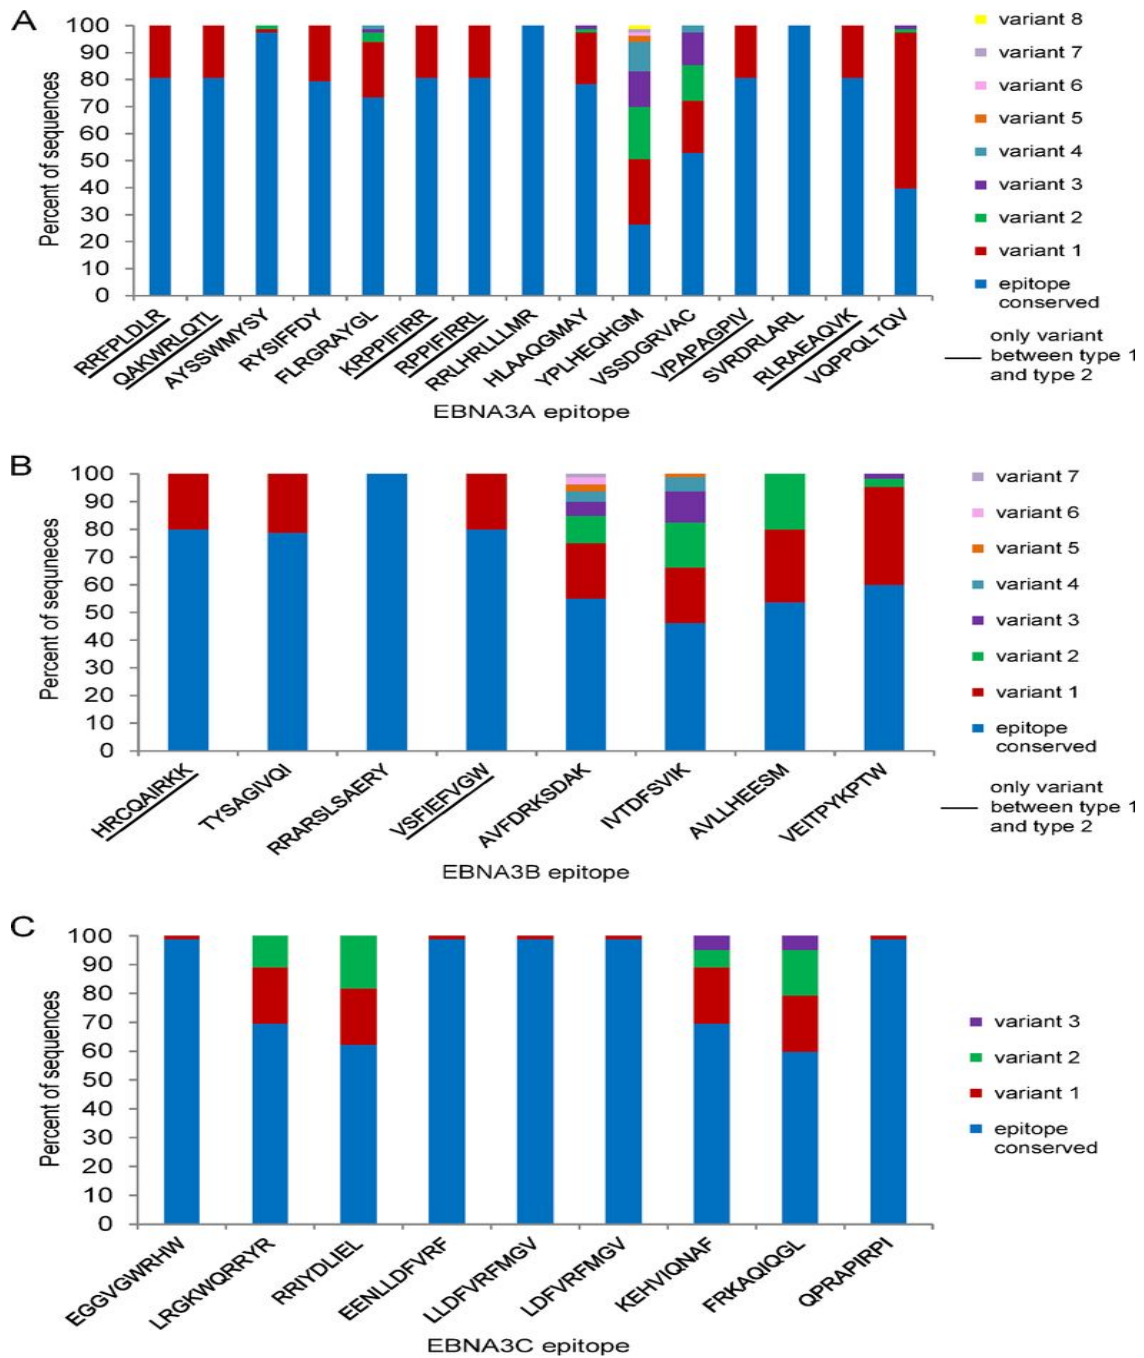 A
Percent of sequences
100
90
80
70
60
50
40
30
20
10
0
RRFPLDLR
QAKWRLQTL
AYSSWMYSY
RYSIFFDY
FLRGRAYGL
KRPPIFIRR
RPPIFIRRL
RRLHRLLLMR
HLAAQGMAY
YPLHEQHGM
VSSDGRVAC
VPAPAGPIV
SVRDRLARL
RLRAEAQVK
VQPPQLTQV
EBNA3A epitope
variant 8
variant 7
variant 6
variant 5
variant 4
variant 3
variant 2
variant 1
epitope
conserved
only variant
between type 1
and type 2
B
Percent of sequneces
100
90
80
70
60
50
40
30
20
10
0
HRCQAIRKK
TYSAGIVQI
RRARSLSAERY
VSFIEFVGW
AVFDRKSDAK
IVTDFSVIK
AVLLHEESM
VEITPYKPTW
EBNA3B epitope
variant 7
variant 6
variant 5
variant 4
variant 3
variant 2
variant 1
epitope
conserved
only variant
between type 1
and type 2
C
Percent of sequences
100
90
80
70
60
50
40
30
20
10
0
EGGVGWRHW
LRGKWQRRYR
RRIYDLIEL
EENLLDFVRF
LLDFVRFMGV
LDFVRFMGV
KEHVIQNAF
FRKAQIQGL
QPRAPIRPI
EBNA3C epitope
variant 3
variant 2
variant 1
epitope
conserved